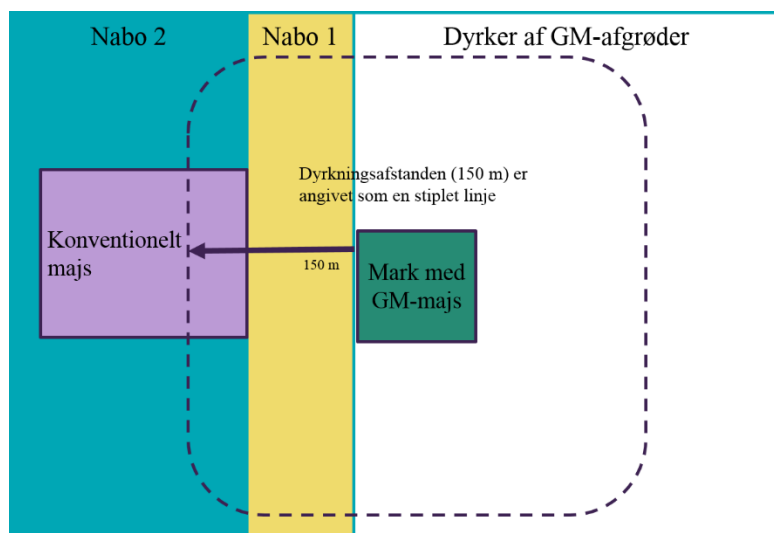 Nabo 2
Nabo 1
Dyrker af GM-afgrøder
Dyrkningsafstanden (150 m) er
angivet som en stiplet linje
Konventionelt
majs
150 m
Mark med
GM-majs